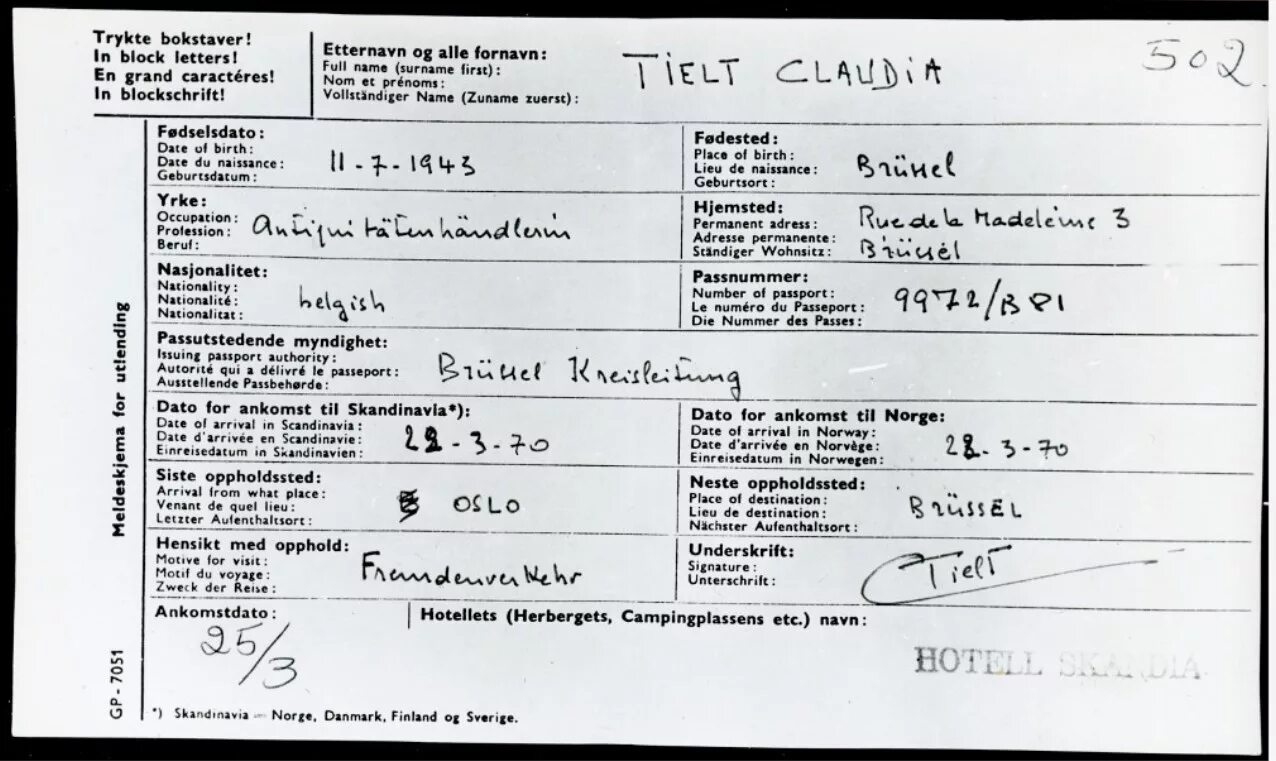 Trykte bokstaver!
In block letters!
En grand caractéres!
In blockschrift!
Etternavn og alle fornavn:
Full name (surname first):
Nom et prénoms:
Vollständiger Name (Zuname zuerst):
TIELT CLAUDIA
502
Fødselsdato:
Date of birth:
Date du naissance:
Geburtsdatum:
11-7-1943
Fødested:
Place of birth:
Lieu de naissance:
Geburtsort:
Brüssel
Yrke:
Occupation:
Profession:
Beruf:
Antiquitätenhändlerin
Hjemsted:
Permanent adress:
Adresse permanente:
Ständiger Wohnsitz:
Rue de la Madeleine 3
Brüssel
Nasjonalitet:
Nationality:
Nationalité:
Nationalitat:
belgish
Passnummer:
Number of passport:
Le numéro du Passeport:
Die Nummer des Passes:
9972/B 81
Passutstedende myndighet:
Issuing passport authority:
Autorité qui a délivré le passeport:
Ausstellende Passbehørde:
Brüssel Kreisleitung
Dato for ankomst til Skandinavia*):
Date of arrival in Scandinavia:
Date d'arrivée en Scandinavie:
Einreisedatum in Skandinavien:
-3-70
Dato for ankomst til Norge:
Date of arrival in Norway:
Date d'arrivée en Norvège:
Einreisedatum in Norwegen:
-3-70
Siste oppholdssted:
Arrival from what place:
Venant de quel lieu:
Letzter Aufenthaltsort:
OSLO
Neste oppholdssted:
Place of destination:
Lieu de destination:
Nächster Aufenthaltsort:
BRÜSSEL
Hensikt med opphold:
Motive for visit:
Motif du voyage:
Zweck der Reise:
Fremdenverkehr
Underskrift:
Signature:
Unterschrift:
Tielt
Ankomstdato:
25/3
Hotellets (Herbergets, Campingplassens etc.) navn:
HOTELL SKANDIA
*) Skandinavia — Norge, Danmark, Finland og Sverige.
Meldeskjema for utlending
GP-7051